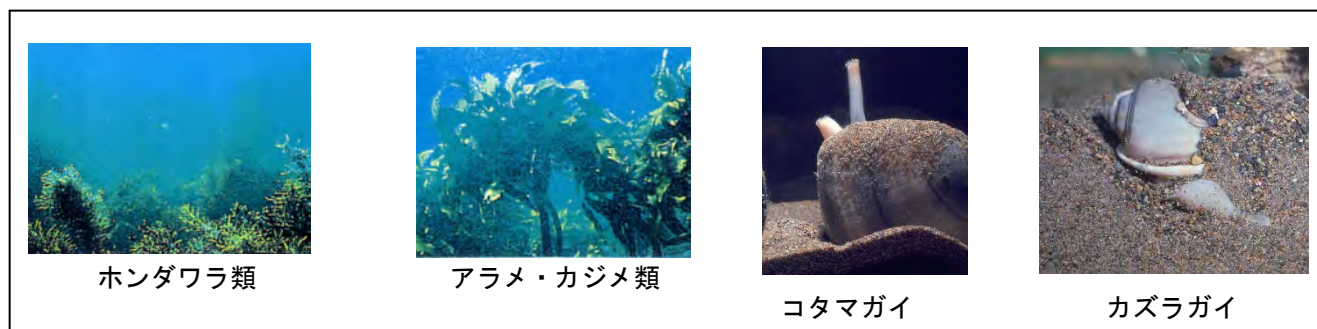 ホンダワラ類
アラメ・カジメ類
コタマガイ
カズラガイ